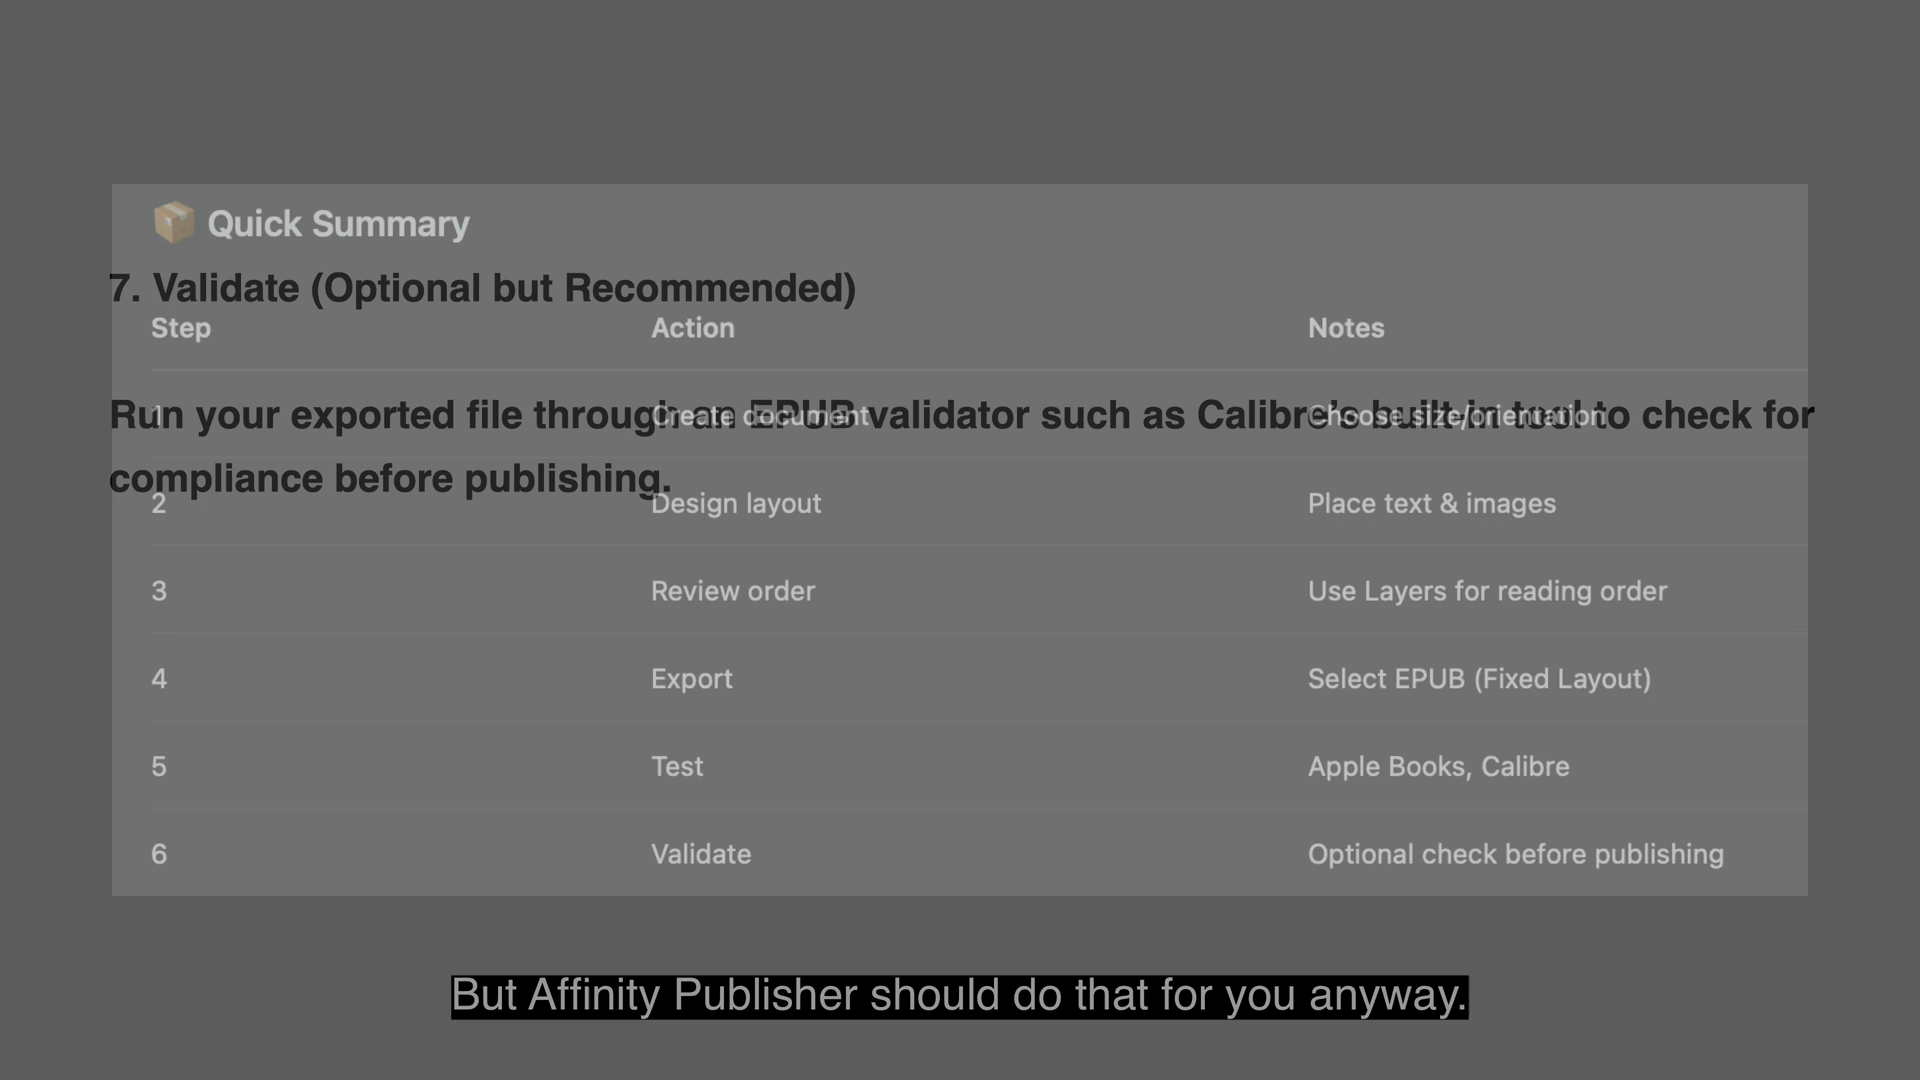 📦 Quick Summary
7. Validate (Optional but Recommended)
Step Action Notes
Run your exported file through an EPUB validator such as Calibre's built-in tool to check for
compliance before publishing.
1 Create document Choose size/orientation
2 Design layout Place text & images
3 Review order Use Layers for reading order
4 Export Select EPUB (Fixed Layout)
5 Test Apple Books, Calibre
6 Validate Optional check before publishing
But Affinity Publisher should do that for you anyway.